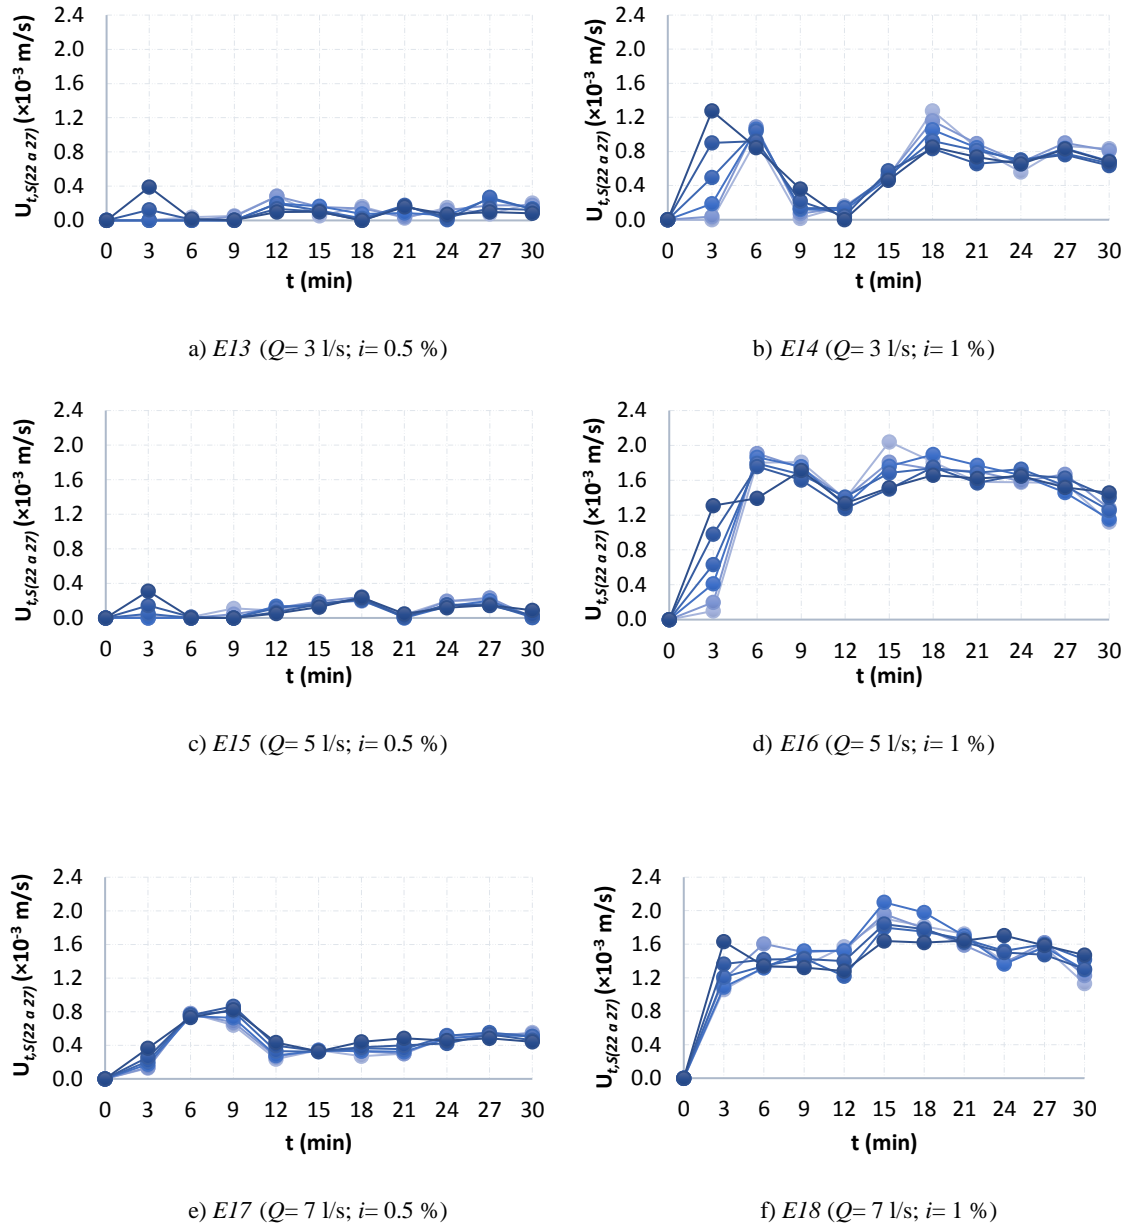 U t,S(22 a 27) (×10⁻³ m/s)
2.4
2.0
1.6
1.2
0.8
0.4
0.0
0 3 6 9 12 15 18 21 24 27 30
t (min)
a) E13 (Q= 3 l/s; i= 0.5 %)
U t,S(22 a 27) (×10⁻³ m/s)
2.4
2.0
1.6
1.2
0.8
0.4
0.0
0 3 6 9 12 15 18 21 24 27 30
t (min)
b) E14 (Q= 3 l/s; i= 1 %)
U t,S(22 a 27) (×10⁻³ m/s)
2.4
2.0
1.6
1.2
0.8
0.4
0.0
0 3 6 9 12 15 18 21 24 27 30
t (min)
c) E15 (Q= 5 l/s; i= 0.5 %)
U t,S(22 a 27) (×10⁻³ m/s)
2.4
2.0
1.6
1.2
0.8
0.4
0.0
0 3 6 9 12 15 18 21 24 27 30
t (min)
d) E16 (Q= 5 l/s; i= 1 %)
U t,S(22 a 27) (×10⁻³ m/s)
2.4
2.0
1.6
1.2
0.8
0.4
0.0
0 3 6 9 12 15 18 21 24 27 30
t (min)
e) E17 (Q= 7 l/s; i= 0.5 %)
U t,S(22 a 27) (×10⁻³ m/s)
2.4
2.0
1.6
1.2
0.8
0.4
0.0
0 3 6 9 12 15 18 21 24 27 30
t (min)
f) E18 (Q= 7 l/s; i= 1 %)